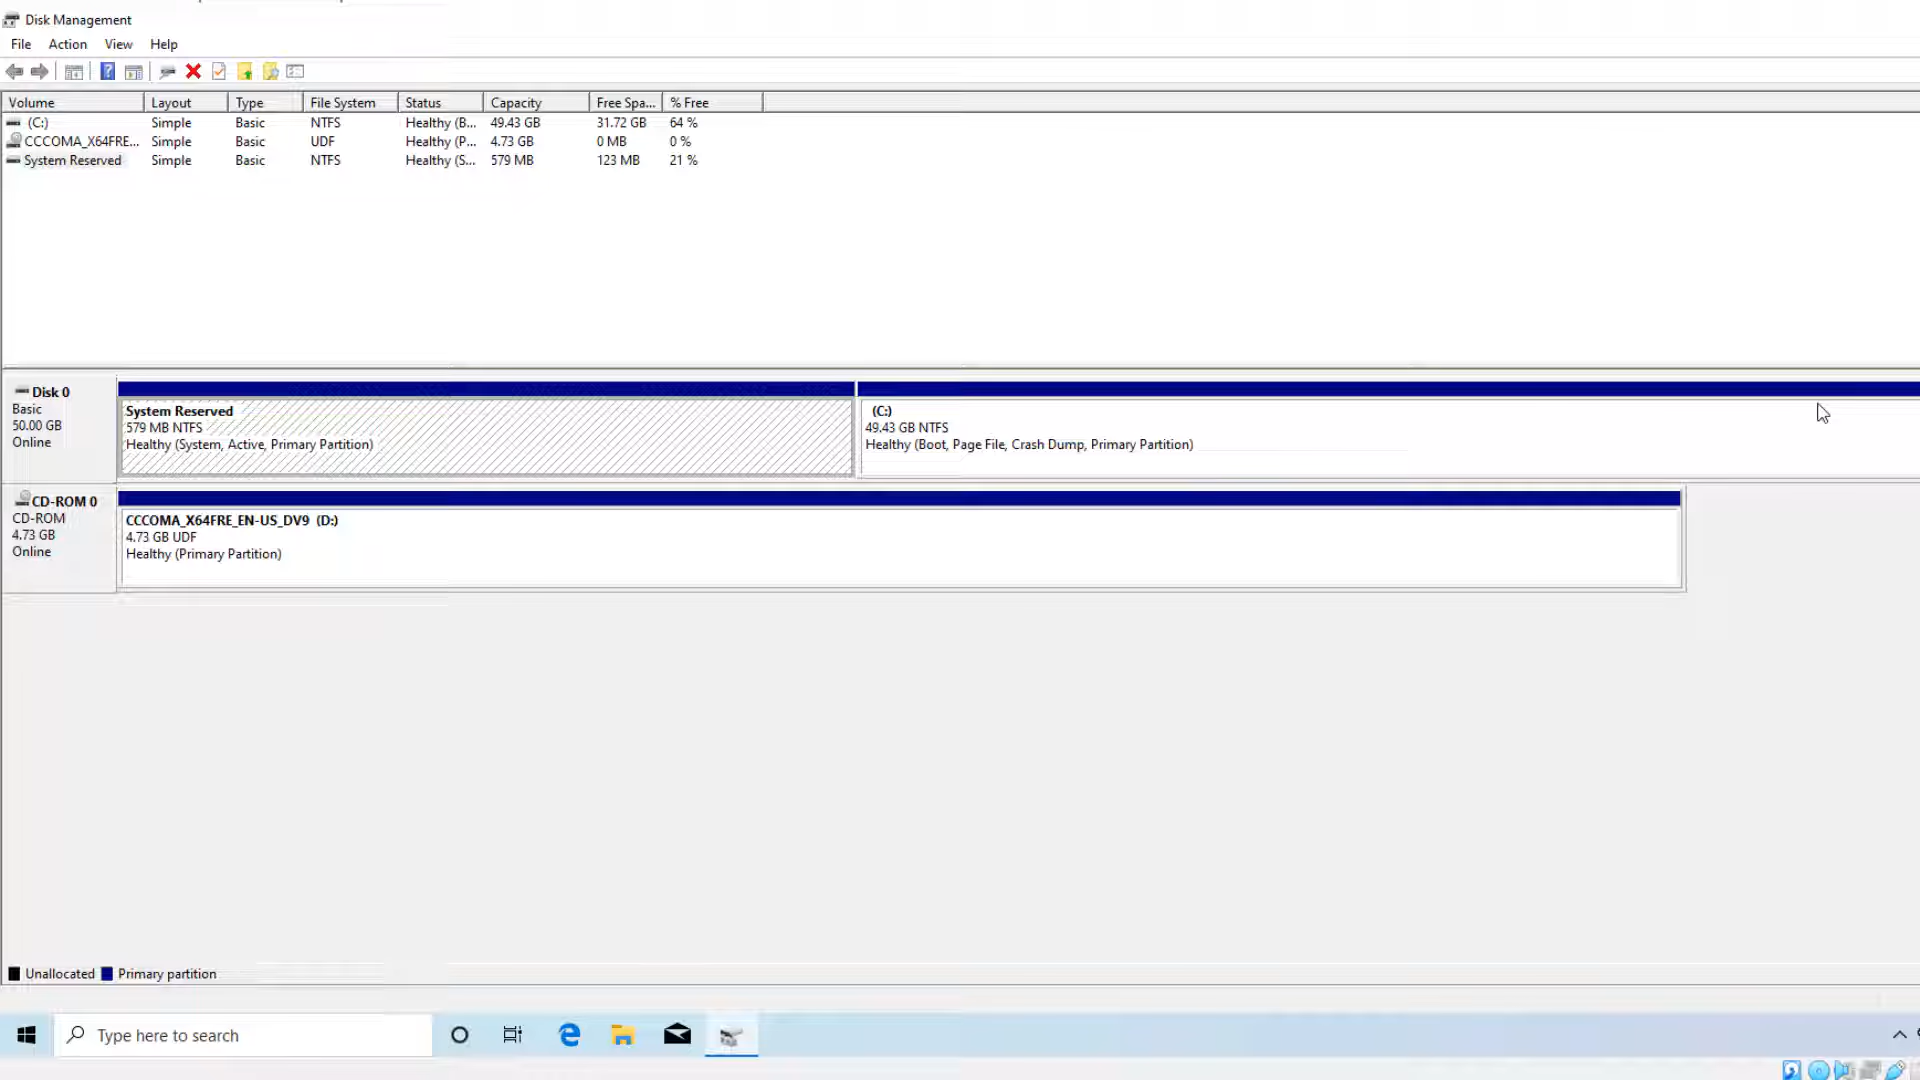 Disk Management
File Action View Help
Volume Layout Type File System Status Capacity Free Spa... % Free
(C:) Simple Basic NTFS Healthy (B... 49.43 GB 31.72 GB 64 %
CCCOMA_X64FRE... Simple Basic UDF Healthy (P... 4.73 GB 0 MB 0 %
System Reserved Simple Basic NTFS Healthy (S... 579 MB 123 MB 21 %
Disk 0
Basic
50.00 GB
Online
System Reserved
579 MB NTFS
Healthy (System, Active, Primary Partition)
(C:)
49.43 GB NTFS
Healthy (Boot, Page File, Crash Dump, Primary Partition)
CD-ROM 0
CD-ROM
4.73 GB
Online
CCCOMA_X64FRE_EN-US_DV9 (D:)
4.73 GB UDF
Healthy (Primary Partition)
Unallocated Primary partition
Type here to search